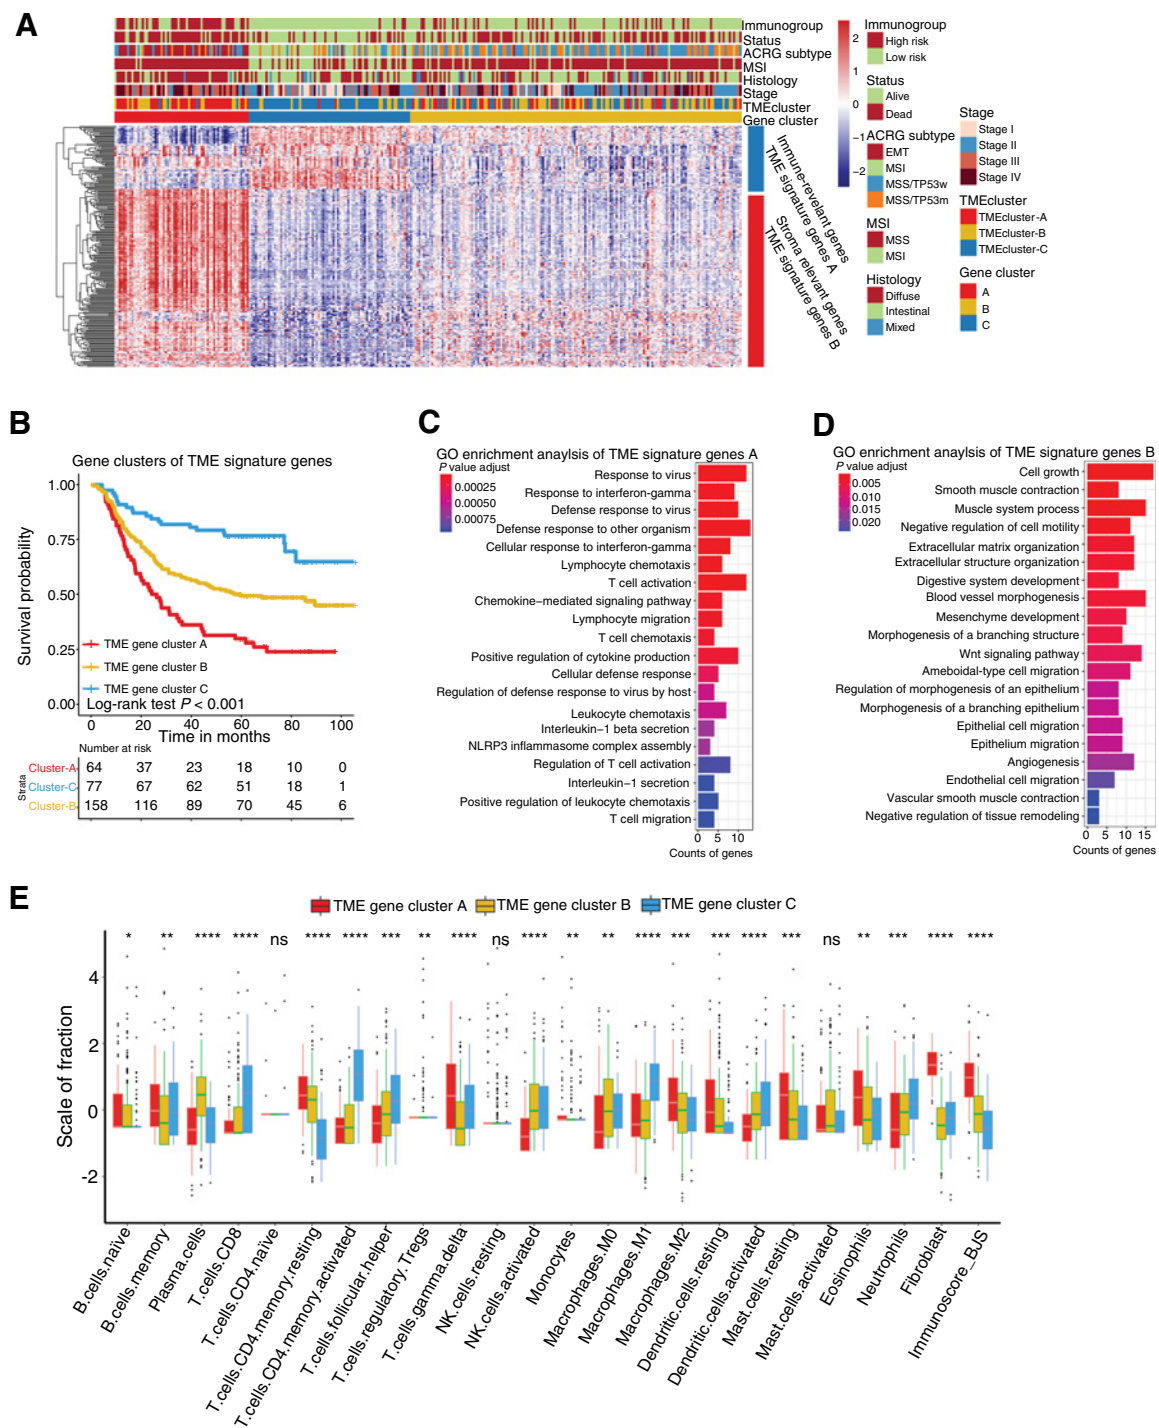 A
Immunogroup
Status
ACRG subtype
MSI
Histology
Stage
TMEcluster
Gene cluster
2
1
0
−1
−2
Immune-revelant genes
TME signature genes A
Stroma relevant genes
TME signature genes B
Immunogroup
High risk
Low risk
Status
Alive
Dead
ACRG subtype
EMT
MSI
MSS/TP53w
MSS/TP53m
MSI
MSS
MSI
Histology
Diffuse
Intestinal
Mixed
Stage
Stage I
Stage II
Stage III
Stage IV
TMEcluster
TMEcluster-A
TMEcluster-B
TMEcluster-C
Gene cluster
A
B
C
B
Gene clusters of TME signature genes
Survival probability
1.00
0.75
0.50
0.25
0.00
TME gene cluster A
TME gene cluster B
TME gene cluster C
Log-rank test P < 0.001
0 20 40 60 80 100
Time in months
Number at risk
Strata
Cluster-A 64 37 23 18 10 0
Cluster-C 77 67 62 51 18 1
Cluster-B 158 116 89 70 45 6
C
GO enrichment anaylsis of TME signature genes A
P value adjust
0.00025
0.00050
0.00075
Response to virus
Response to interferon-gamma
Defense response to virus
Defense response to other organism
Cellular response to interferon-gamma
Lymphocyte chemotaxis
T cell activation
Chemokine−mediated signaling pathway
Lymphocyte migration
T cell chemotaxis
Positive regulation of cytokine production
Cellular defense response
Regulation of defense response to virus by host
Leukocyte chemotaxis
Interleukin−1 beta secretion
NLRP3 inflammasome complex assembly
Regulation of T cell activation
Interleukin−1 secretion
Positive regulation of leukocyte chemotaxis
T cell migration
0 5 10
Counts of genes
D
GO enrichment anaylsis of TME signature genes B
P value adjust
0.005
0.010
0.015
0.020
Cell growth
Smooth muscle contraction
Muscle system process
Negative regulation of cell motility
Extracellular matrix organization
Extracellular structure organization
Digestive system development
Blood vessel morphogenesis
Mesenchyme development
Morphogenesis of a branching structure
Wnt signaling pathway
Ameboidal-type cell migration
Regulation of morphogenesis of an epithelium
Morphogenesis of a branching epithelium
Epithelial cell migration
Epithelium migration
Angiogenesis
Endothelial cell migration
Vascular smooth muscle contraction
Negative regulation of tissue remodeling
0 5 10 15
Counts of genes
E
TME gene cluster A TME gene cluster B TME gene cluster C
* ** **** **** ns **** **** *** ** **** ns **** ** ** **** *** *** **** *** ns ** *** **** ****
Scale of fraction
4
2
0
-2
B.cells.naïve
B.cells.memory
Plasma.cells
T.cells.CD8
T.cells.CD4.naïve
T.cells.CD4.memory.resting
T.cells.CD4.memory.activated
T.cells.follicular.helper
T.cells.regulatory.Tregs
T.cells.gamma.delta
NK.cells.resting
NK.cells.activated
Monocytes
Macrophages.M0
Macrophages.M1
Macrophages.M2
Dendritic.cells.resting
Dendritic.cells.activated
Mast.cells.resting
Mast.cells.activated
Eosinophils
Neutrophils
Fibroblast
Immunoscore_BJS